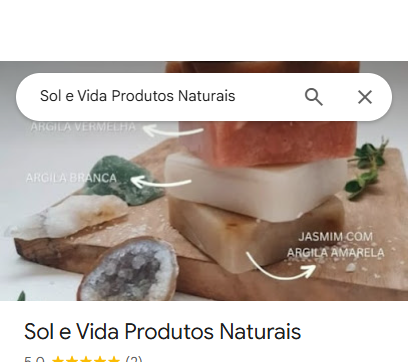 Sol e Vida Produtos Naturais
ARGILA VERMELHA
ARGILA BRANCA
JASMIM COM
ARGILA AMARELA
Sol e Vida Produtos Naturais
5,0 (2)